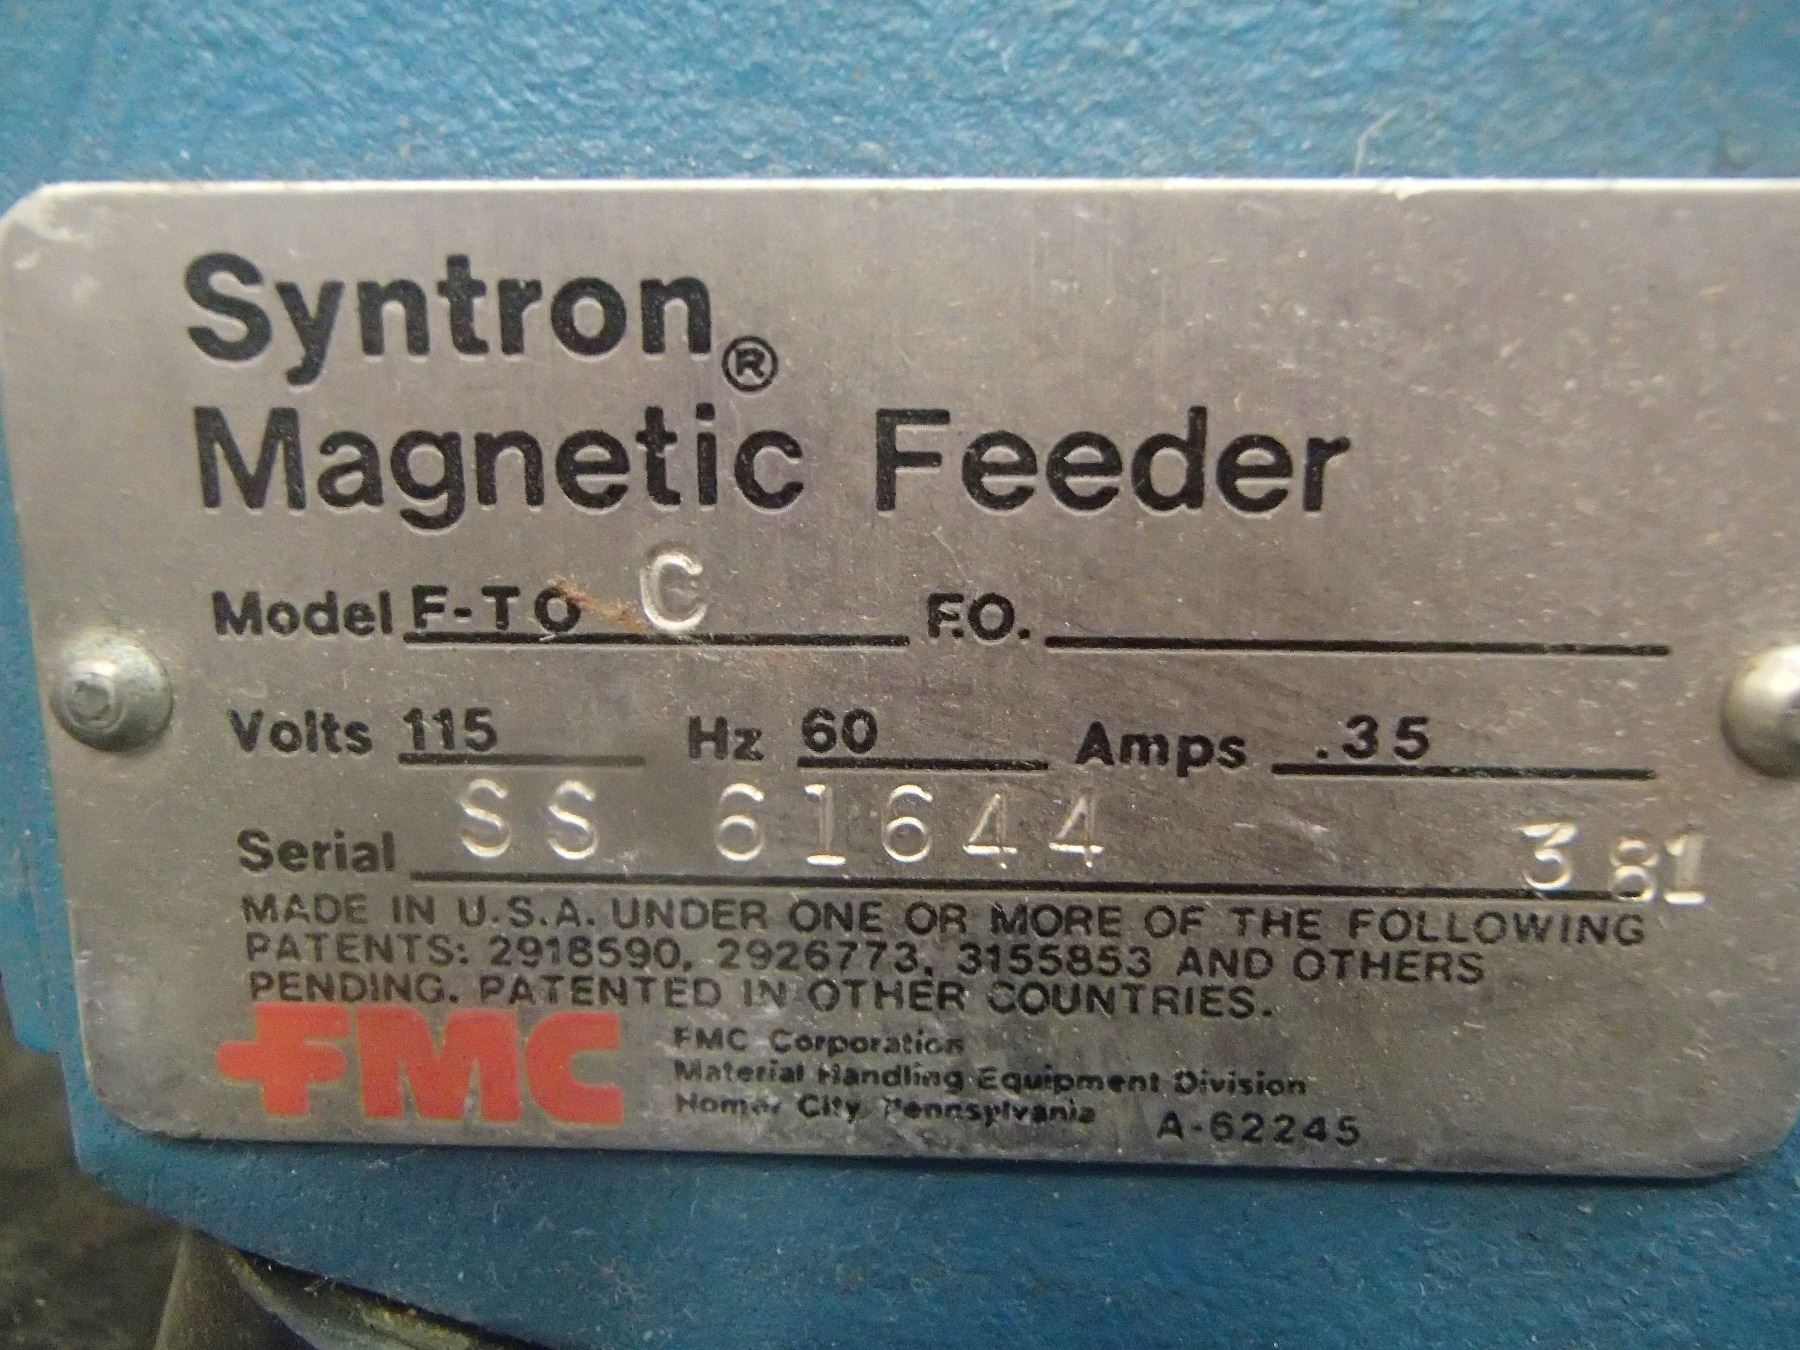 Syntron®
Magnetic Feeder
Model F-TO C F.O.
Volts 115 Hz 60 Amps .35
Serial SS 61644 3 81
MADE IN U.S.A. UNDER ONE OR MORE OF THE FOLLOWING
PATENTS: 2918590, 2926773, 3155853 AND OTHERS
PENDING. PATENTED IN OTHER COUNTRIES.
FMC
FMC Corporation
Material Handling Equipment Division
Homer City Pennsylvania A-62245